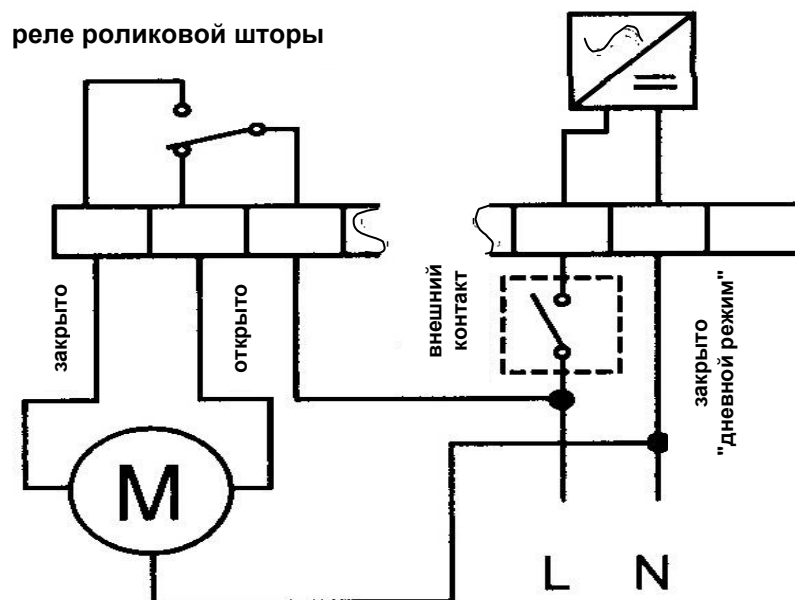 реле роликовой шторы
закрыто
открыто
внешний
контакт
закрыто
"дневной режим"
M
L N